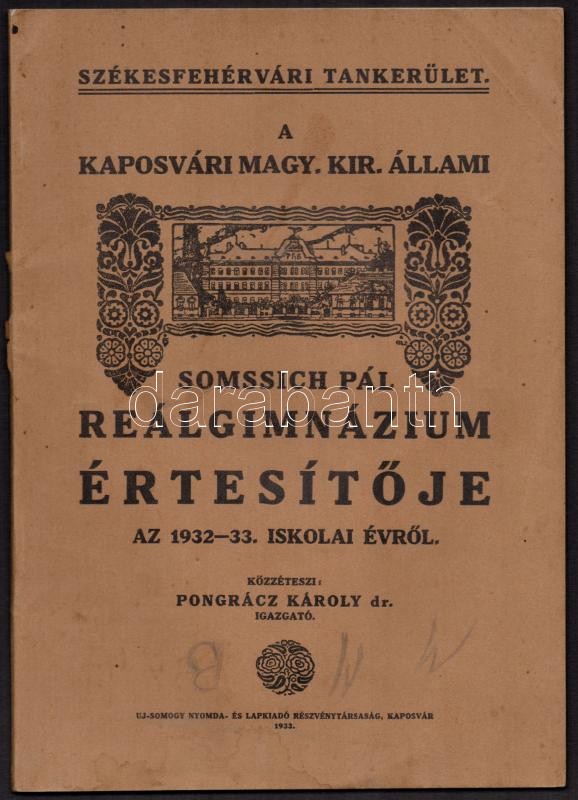 SZÉKESFEHÉRVÁRI TANKERÜLET.
A
KAPOSVÁRI MAGY. KIR. ÁLLAMI
SOMSSICH PÁL
darabanth
REÁLGIMNÁZIUM
ÉRTESÍTŐJE
AZ 1932—33. ISKOLAI ÉVRŐL.
KÖZZÉTESZI:
PONGRÁCZ KÁROLY dr.
IGAZGATÓ.
UJ-SOMOGY NYOMDA- ÉS LAPKIADÓ RÉSZVÉNYTÁRSASÁG, KAPOSVÁR
1933.